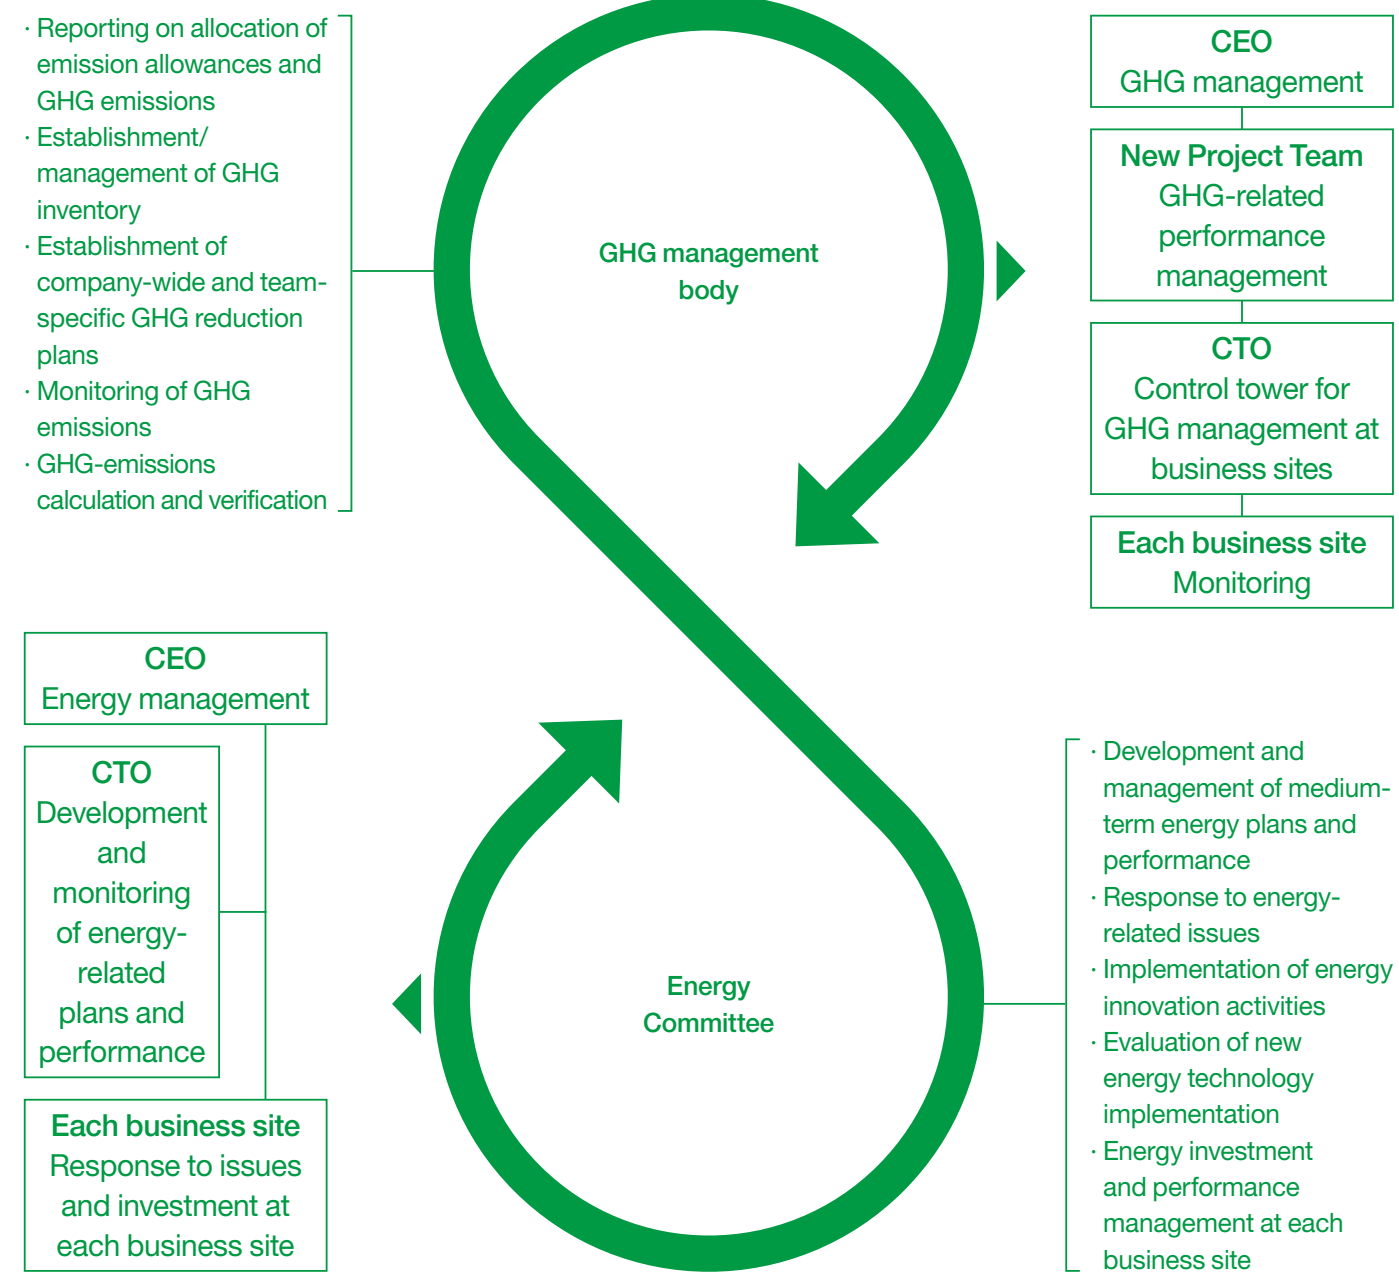 · Reporting on allocation of
emission allowances and
GHG emissions
· Establishment/
management of GHG
inventory
· Establishment of
company-wide and team-
specific GHG reduction
plans
· Monitoring of GHG
emissions
· GHG-emissions
calculation and verification
GHG management
body
CEO
GHG management
New Project Team
GHG-related
performance
management
CTO
Control tower for
GHG management at
business sites
Each business site
Monitoring
CEO
Energy management
CTO
Development
and
monitoring
of energy-
related
plans and
performance
Each business site
Response to issues
and investment at
each business site
Energy
Committee
· Development and
management of medium-
term energy plans and
performance
· Response to energy-
related issues
· Implementation of energy
innovation activities
· Evaluation of new
energy technology
implementation
· Energy investment
and performance
management at each
business site